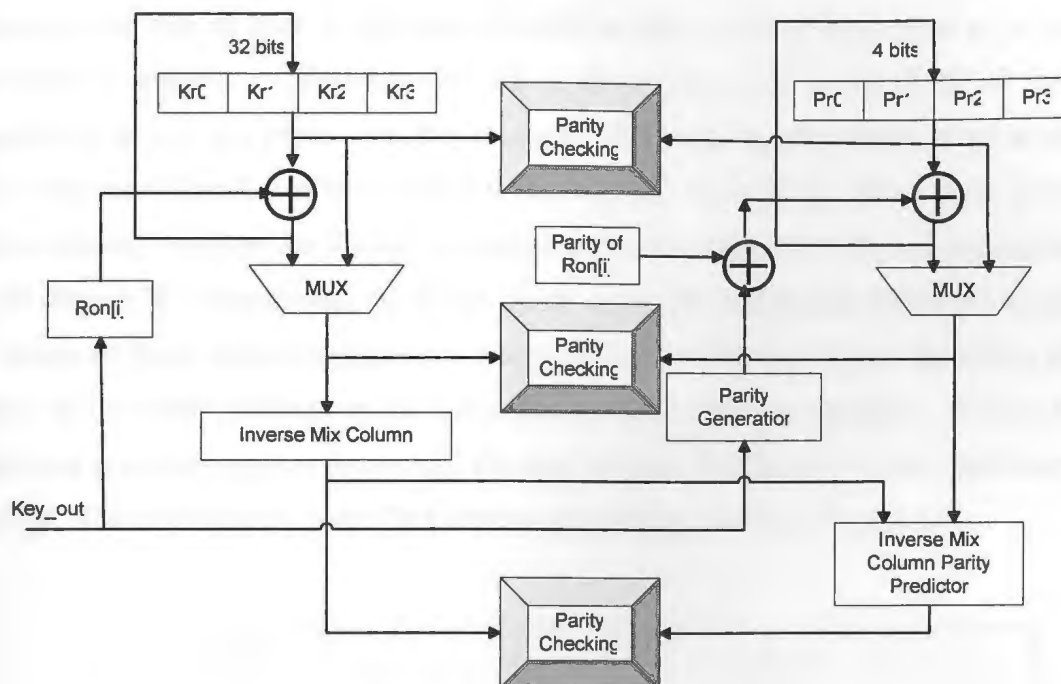 32 bits
4 bits
Kr0 Kr1 Kr2 Kr3
Parity
Checking
Pr0 Pr1 Pr2 Pr3
Parity of
Ron[i]
MUX
MUX
Ron[i]
Parity
Checking
Parity
Generator
Inverse Mix Column
Key_out
Inverse Mix
Column Parity
Predictor
Parity
Checking